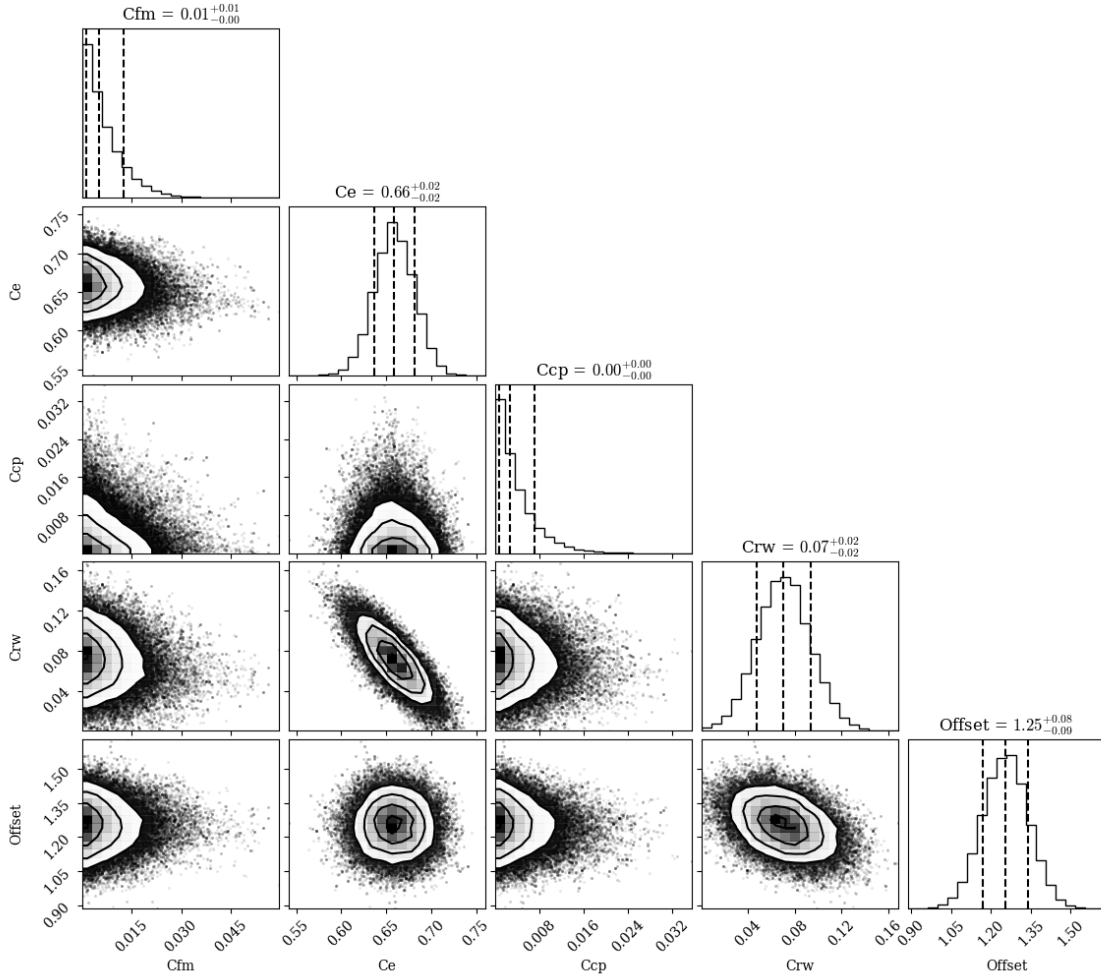 Cfm = 0.01+0.01−0.00
Ce = 0.66+0.02−0.02
0.75
0.70
0.65
0.60
0.55
Ce
Ccp = 0.00+0.00−0.00
0.032
0.024
0.016
0.008
Ccp
Crw = 0.07+0.02−0.02
0.16
0.12
0.08
0.04
Crw
Offset = 1.25+0.08−0.09
1.50
1.35
1.20
1.05
0.90
Offset
0.015 0.030 0.045 0.55 0.60 0.65 0.70 0.75 0.008 0.016 0.024 0.032 0.04 0.08 0.12 0.16 0.90 1.05 1.20 1.35 1.50
Cfm Ce Ccp Crw Offset